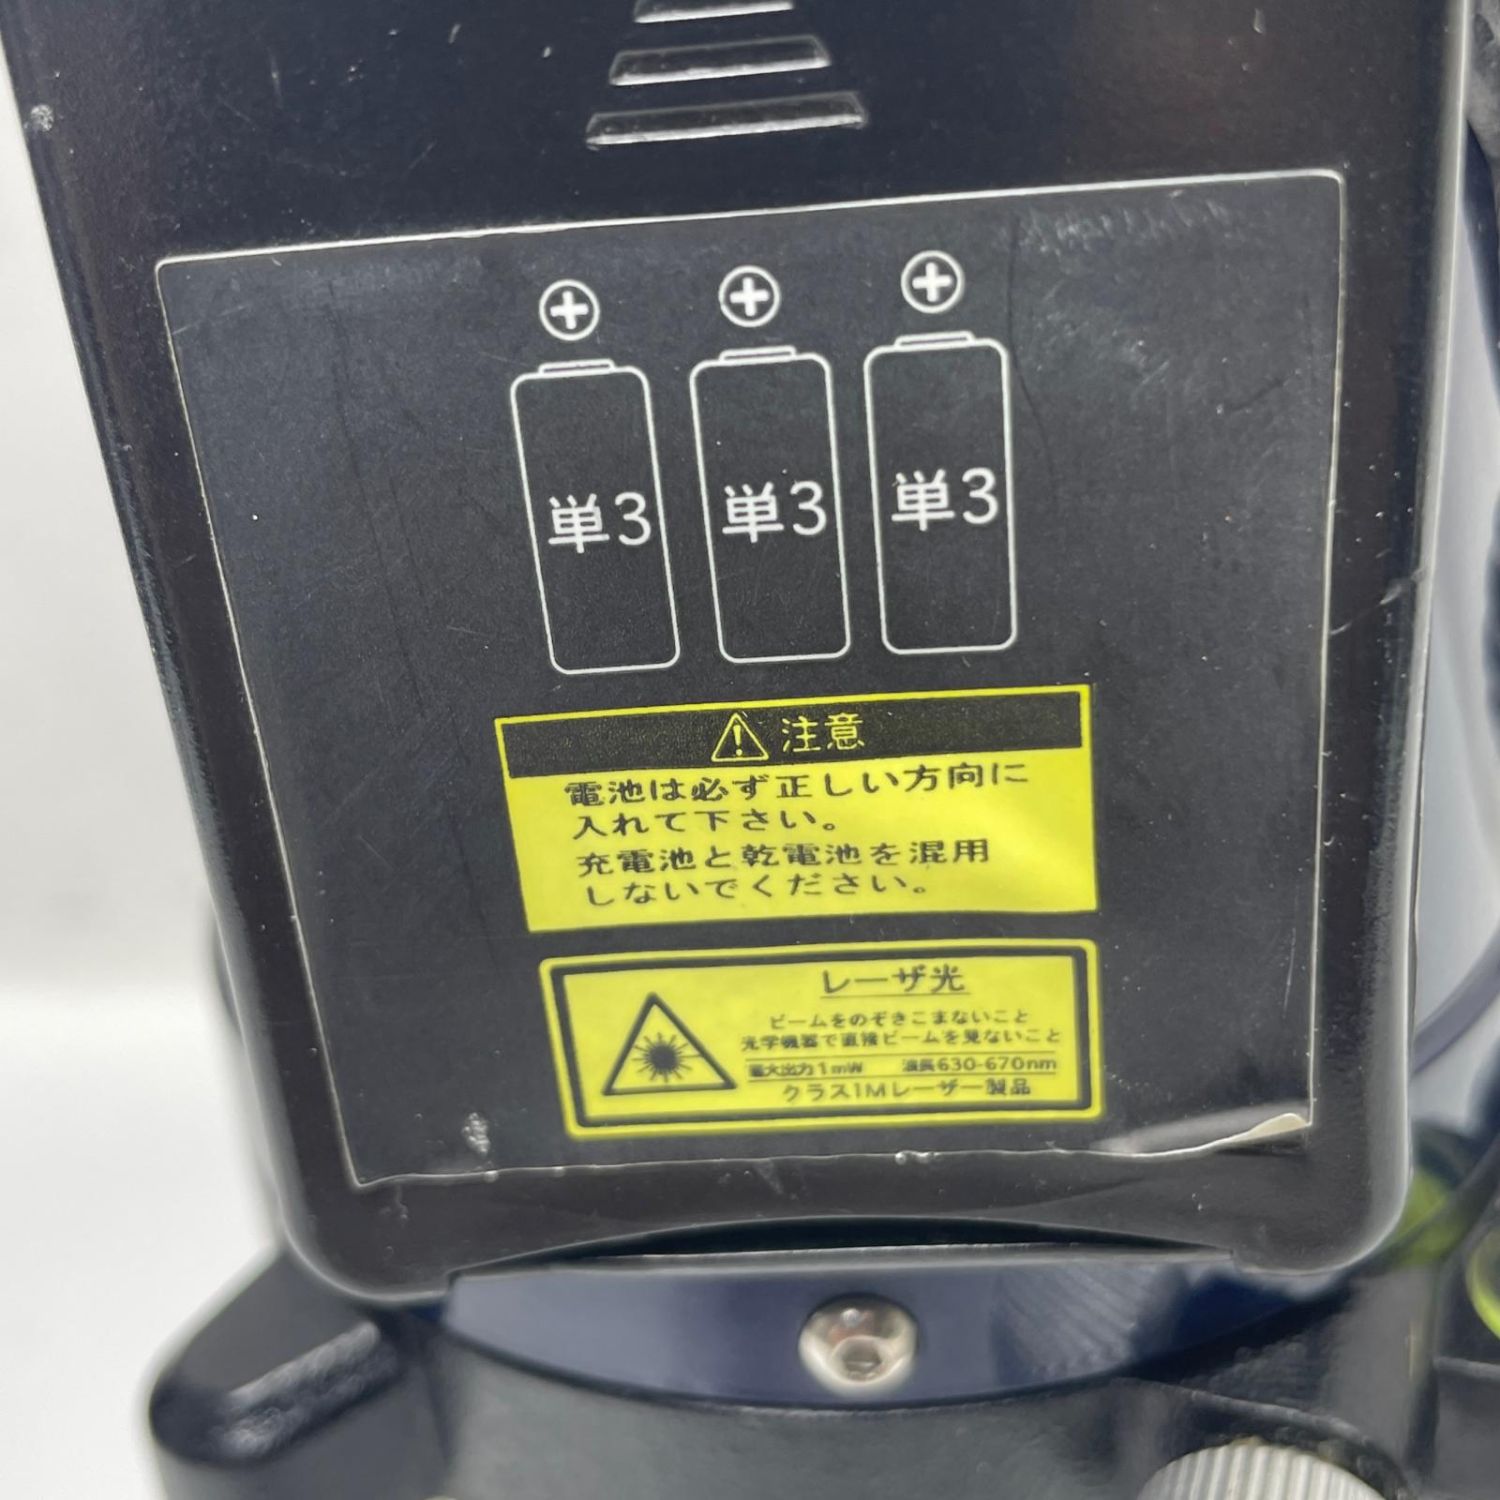 単3 単3 単3
注意
電池は必ず正しい方向に
入れて下さい。
充電池と乾電池を混用
しないでください。
レーザ光
ビームをのぞきこまないこと
光学機器で直接ビームを見ないこと
最大出力1mW 波長630-670nm
クラス1Mレーザー製品